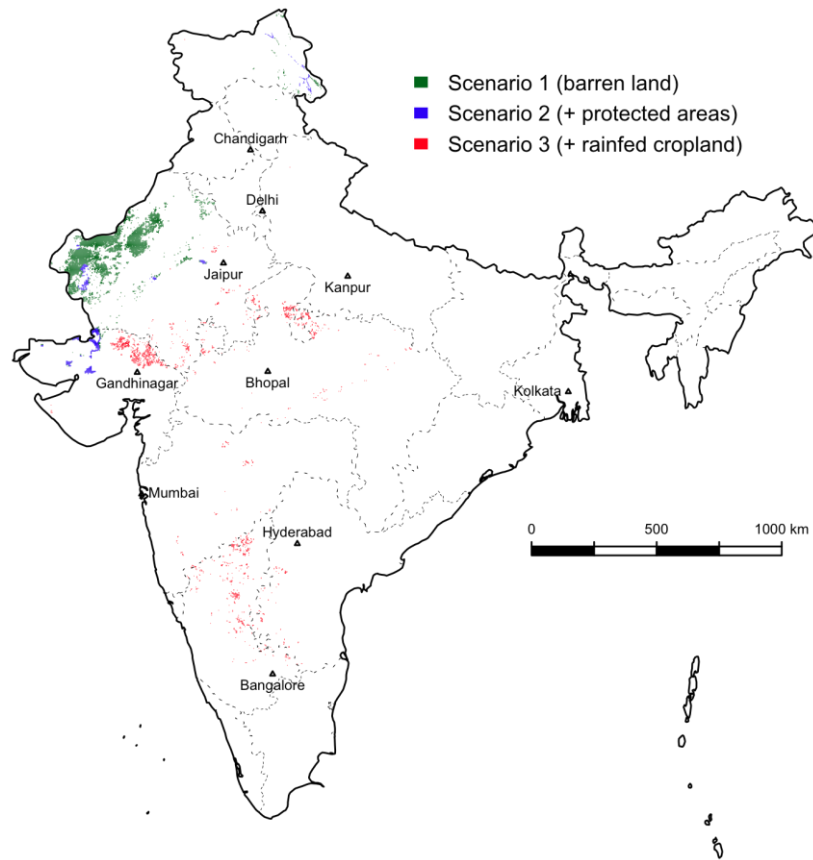 Scenario 1 (barren land)
Scenario 2 (+ protected areas)
Scenario 3 (+ rainfed cropland)
Chandigarh
Delhi
Jaipur
Kanpur
Gandhinagar
Bhopal
Kolkata
Mumbai
Hyderabad
0 500 1000 km
Bangalore